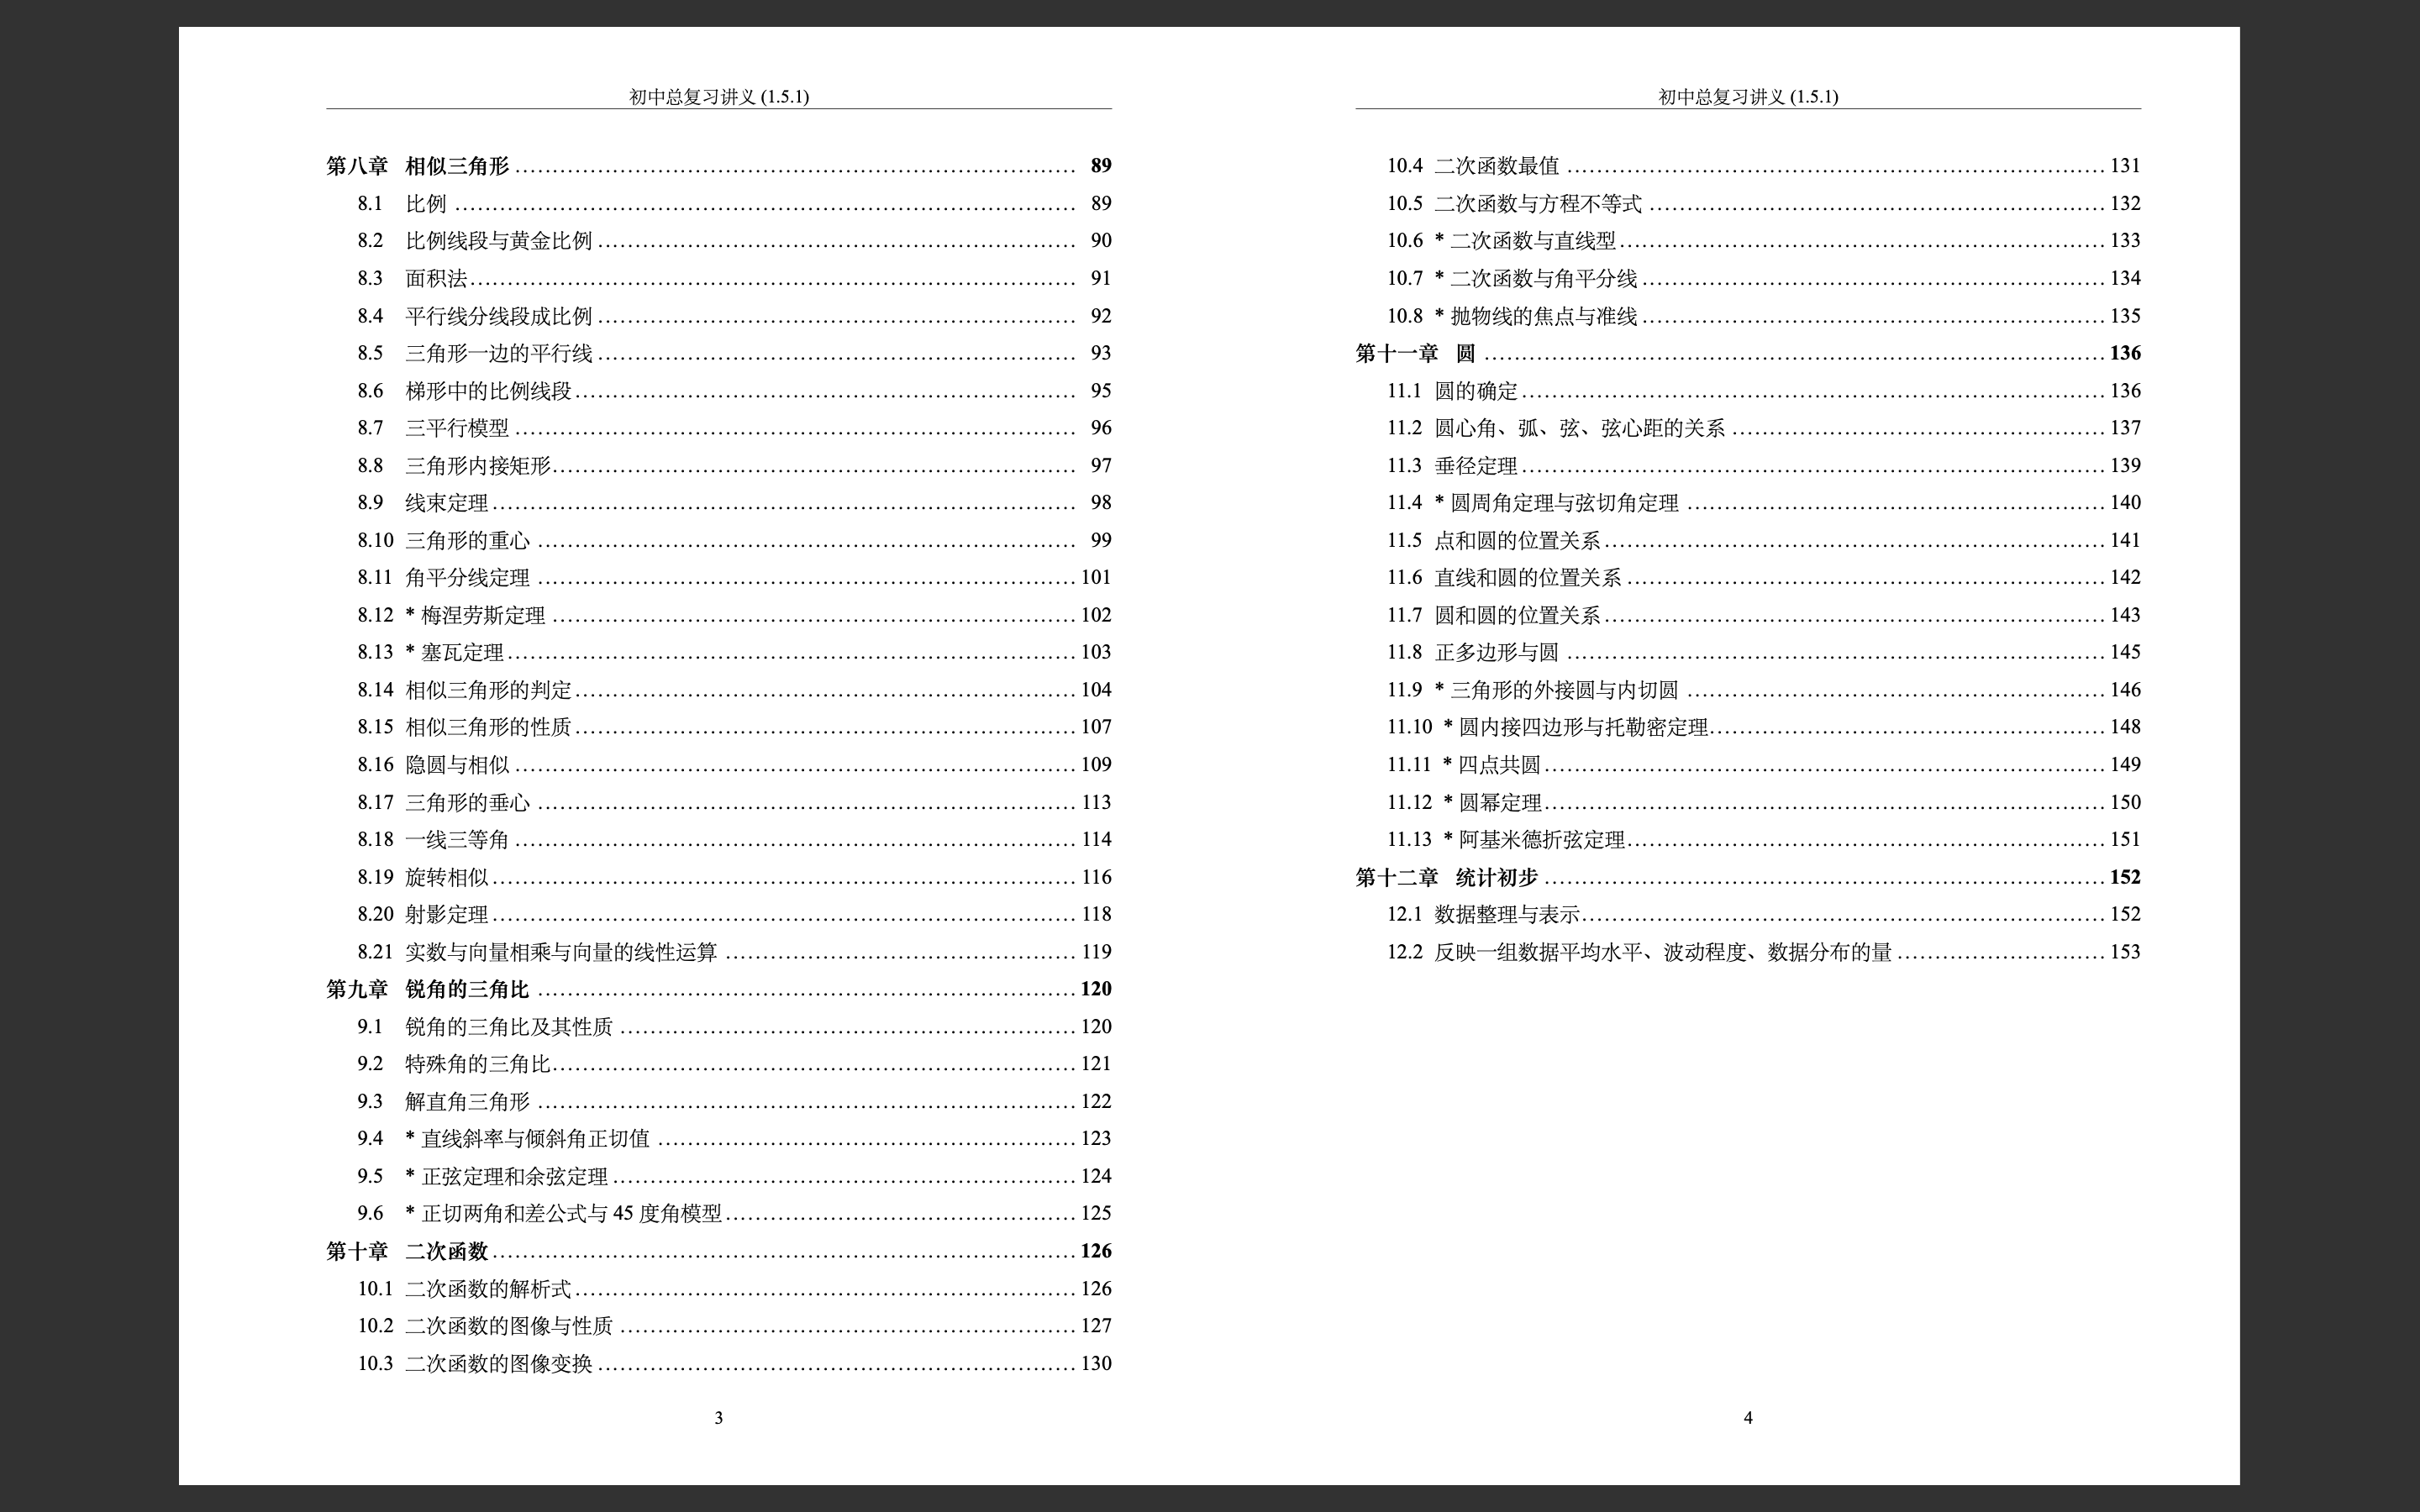 初中总复习讲义 (1.5.1)
第八章 相似三角形 89
8.1 比例 89
8.2 比例线段与黄金比例 90
8.3 面积法 91
8.4 平行线分线段成比例 92
8.5 三角形一边的平行线 93
8.6 梯形中的比例线段 95
8.7 三平行模型 96
8.8 三角形内接矩形 97
8.9 线束定理 98
8.10 三角形的重心 99
8.11 角平分线定理 101
8.12 * 梅涅劳斯定理 102
8.13 * 塞瓦定理 103
8.14 相似三角形的判定 104
8.15 相似三角形的性质 107
8.16 隐圆与相似 109
8.17 三角形的垂心 113
8.18 一线三等角 114
8.19 旋转相似 116
8.20 射影定理 118
8.21 实数与向量相乘与向量的线性运算 119
第九章 锐角的三角比 120
9.1 锐角的三角比及其性质 120
9.2 特殊角的三角比 121
9.3 解直角三角形 122
9.4 * 直线斜率与倾斜角正切值 123
9.5 * 正弦定理和余弦定理 124
9.6 * 正切两角和差公式与 45 度角模型 125
第十章 二次函数 126
10.1 二次函数的解析式 126
10.2 二次函数的图像与性质 127
10.3 二次函数的图像变换 130
3
初中总复习讲义 (1.5.1)
10.4 二次函数最值 131
10.5 二次函数与方程不等式 132
10.6 * 二次函数与直线型 133
10.7 * 二次函数与角平分线 134
10.8 * 抛物线的焦点与准线 135
第十一章 圆 136
11.1 圆的确定 136
11.2 圆心角、弧、弦、弦心距的关系 137
11.3 垂径定理 139
11.4 * 圆周角定理与弦切角定理 140
11.5 点和圆的位置关系 141
11.6 直线和圆的位置关系 142
11.7 圆和圆的位置关系 143
11.8 正多边形与圆 145
11.9 * 三角形的外接圆与内切圆 146
11.10 * 圆内接四边形与托勒密定理 148
11.11 * 四点共圆 149
11.12 * 圆幂定理 150
11.13 * 阿基米德折弦定理 151
第十二章 统计初步 152
12.1 数据整理与表示 152
12.2 反映一组数据平均水平、波动程度、数据分布的量 153
4